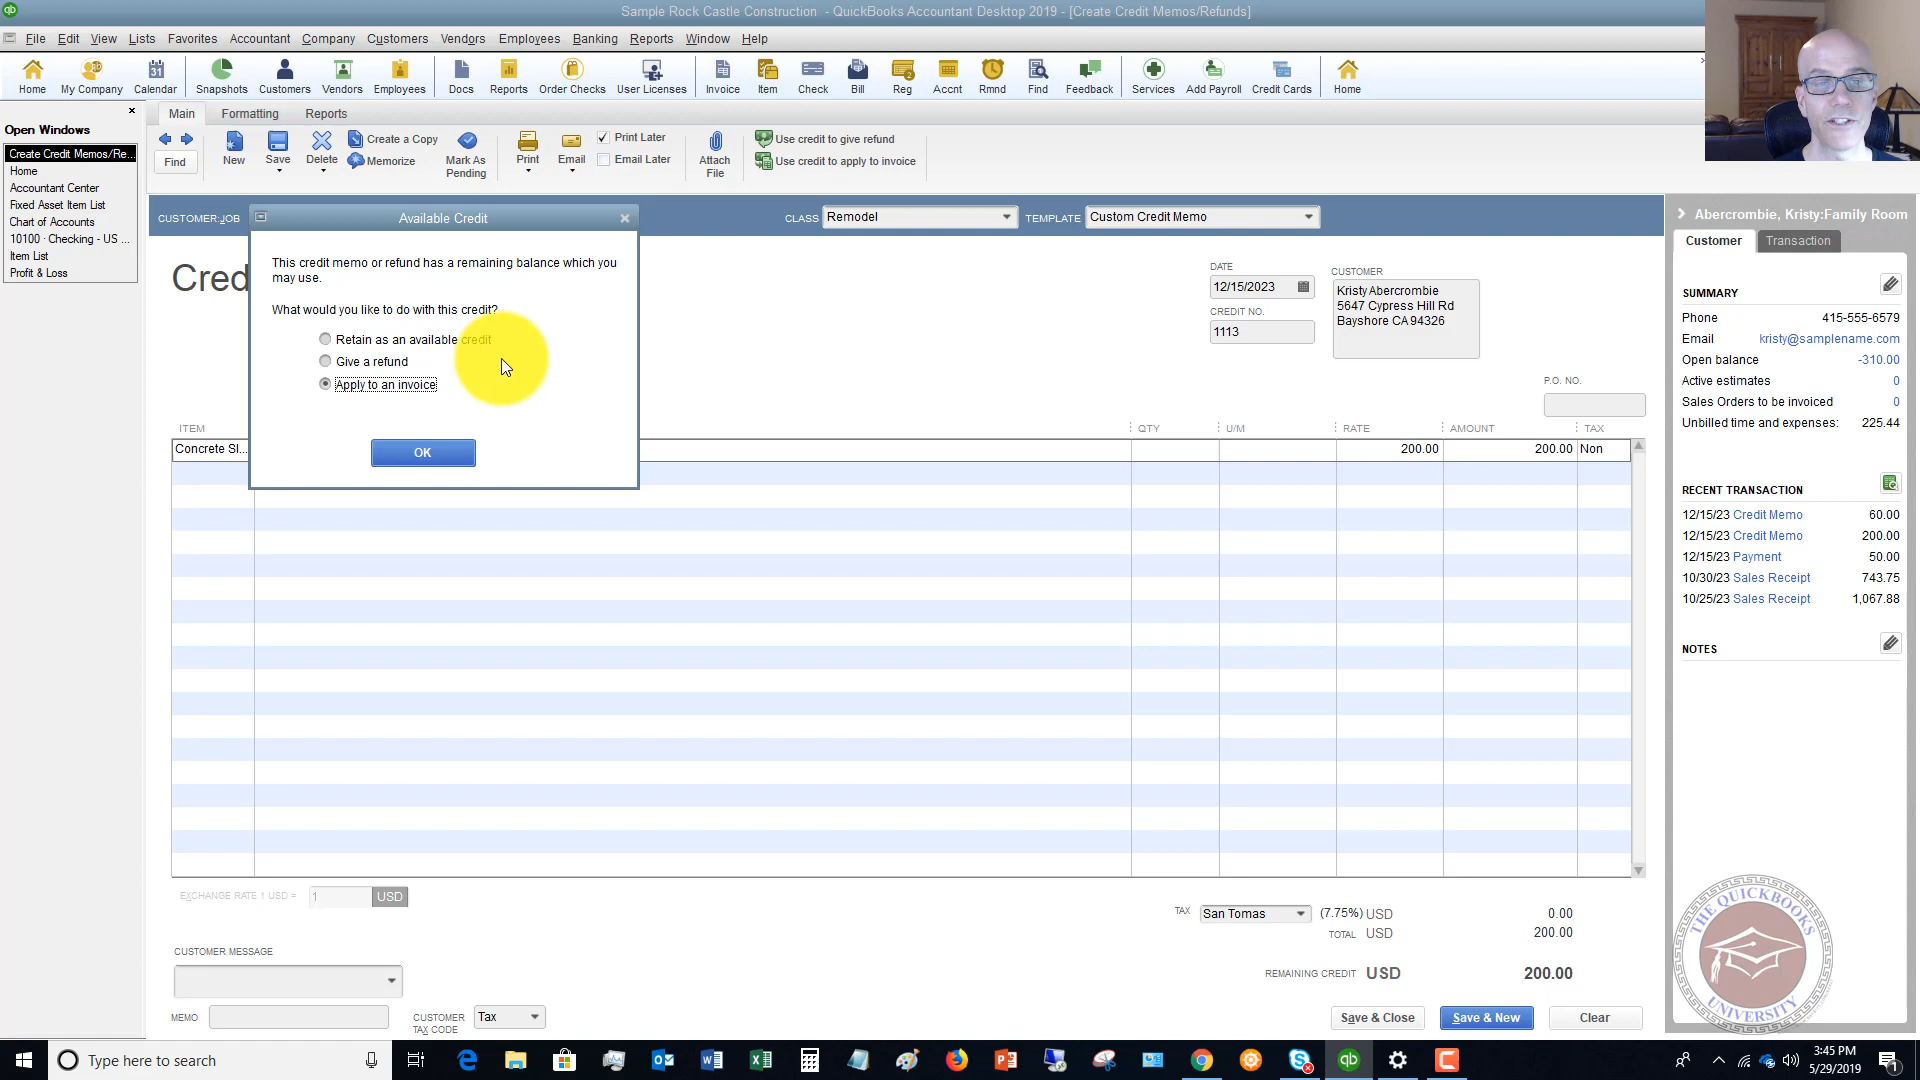 Sample Rock Castle Construction - QuickBooks Accountant Desktop 2019 - [Create Credit Memos/Refunds]
File Edit View Lists Favorites Accountant Company Customers Vendors Employees Banking Reports Window Help
Home My Company Calendar Snapshots Customers Vendors Employees Docs Reports Order Checks User Licenses Invoice Item Check Bill Reg Accnt Rmnd Find Feedback Services Add Payroll Credit Cards Home
Open Windows
Create Credit Memos/Re...
Home
Accountant Center
Fixed Asset Item List
Chart of Accounts
10100 · Checking - US ...
Item List
Profit & Loss
Main Formatting Reports
Find
New
Save
Delete
Create a Copy
Memorize
Mark As
Pending
Print
Email
Print Later
Email Later
Attach
File
Use credit to give refund
Use credit to apply to invoice
CUSTOMER:JOB
CLASS Remodel
TEMPLATE Custom Credit Memo
Cred
Available Credit
This credit memo or refund has a remaining balance which you
may use.
What would you like to do with this credit?
Retain as an available credit
Give a refund
Apply to an invoice
OK
DATE
12/15/2023
CREDIT NO.
1113
CUSTOMER
Kristy Abercrombie
5647 Cypress Hill Rd
Bayshore CA 94326
P.O. NO.
ITEM QTY U/M RATE AMOUNT TAX
Concrete Sl... 200.00 200.00 Non
EXCHANGE RATE 1 USD = 1 USD
TAX San Tomas (7.75%) USD 0.00
TOTAL USD 200.00
REMAINING CREDIT USD 200.00
CUSTOMER MESSAGE
MEMO
CUSTOMER
TAX CODE
Tax
Save & Close
Save & New
Clear
Abercrombie, Kristy:Family Room
Customer Transaction
SUMMARY
Phone 415-555-6579
Email kristy@samplename.com
Open balance -310.00
Active estimates 0
Sales Orders to be invoiced 0
Unbilled time and expenses: 225.44
RECENT TRANSACTION
12/15/23 Credit Memo 60.00
12/15/23 Credit Memo 200.00
12/15/23 Payment 50.00
10/30/23 Sales Receipt 743.75
10/25/23 Sales Receipt 1,067.88
NOTES
THE QUICKBOOKS
UNIVERSITY
Type here to search
3:45 PM
5/29/2019
1